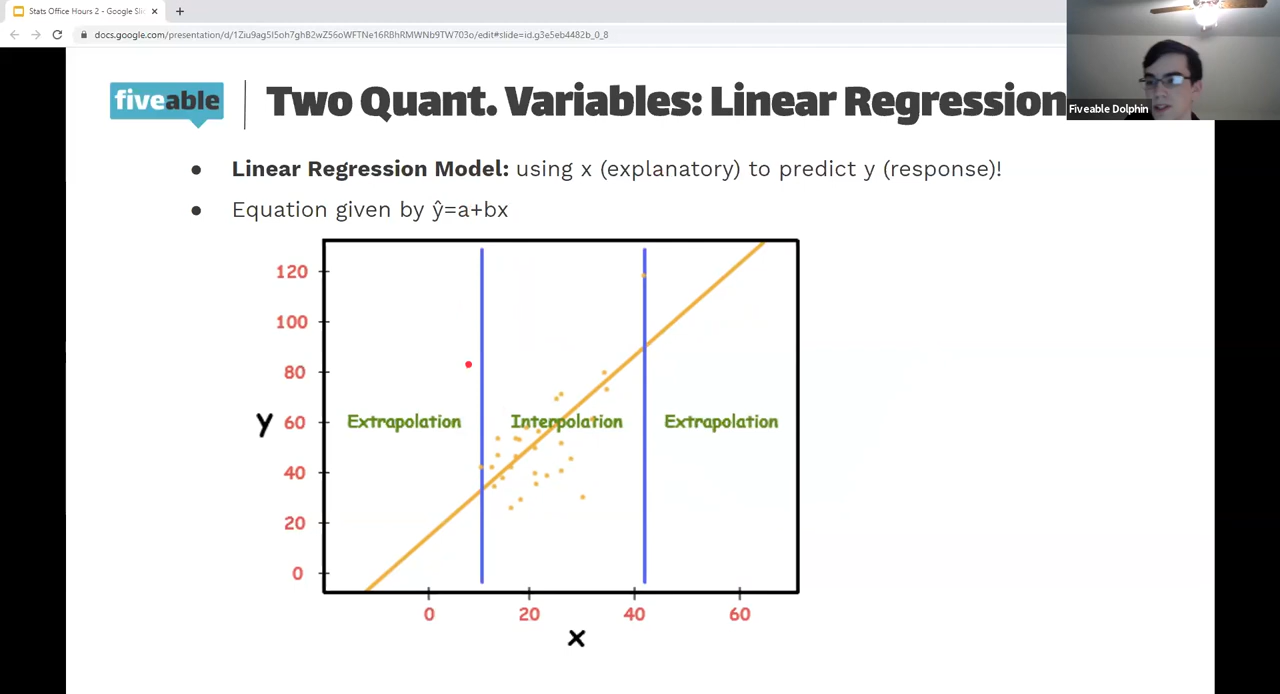 Stats Office Hours 2 - Google Sli
docs.google.com/presentation/d/1Ziu9ag5I5oh7ghB2wZ56oWFTNe16R8hRMWNb9TW703o/edit#slide=id.g3e5eb4482b_0_8
fiveable
Two Quant. Variables: Linear Regression
Fiveable Dolphin
● Linear Regression Model: using x (explanatory) to predict y (response)!
● Equation given by ŷ=a+bx
120
100
80
Y
60
Extrapolation
Interpolation
Extrapolation
40
20
0
0 20 40 60
X